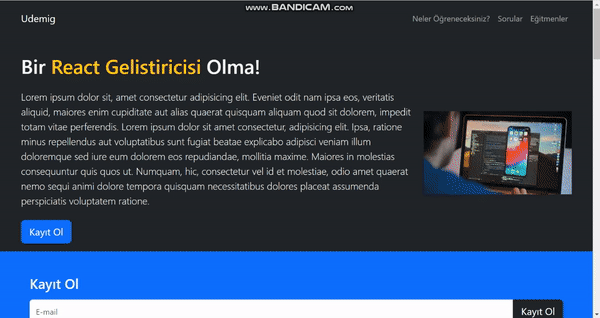 www.BANDICAM.com
Udemig
Neler Öğreneceksiniz? Sorular Eğitmenler
Bir React Gelistiricisi Olma!
Lorem ipsum dolor sit, amet consectetur adipisicing elit. Eveniet odit nam ipsa eos, veritatis
aliquid, maiores enim cupiditate aut alias quaerat quisquam aliquam quod sit dolorem, impedit
totam vitae perferendis. Lorem ipsum dolor sit amet consectetur, adipisicing elit. Ipsa, ratione
minus repellendus aut voluptatibus sunt fugiat beatae explicabo adipisci veniam illum
doloremque sed iure eum dolorem eos repudiandae, mollitia maxime. Maiores in molestias
consequuntur quis quos ut. Numquam, hic, consectetur vel id et molestiae, odio amet quaerat
nemo sequi animi dolore tempora quisquam necessitatibus dolores placeat assumenda
perspiciatis voluptatem ratione.
Kayıt Ol
Kayıt Ol
E-mail
Kayıt Ol